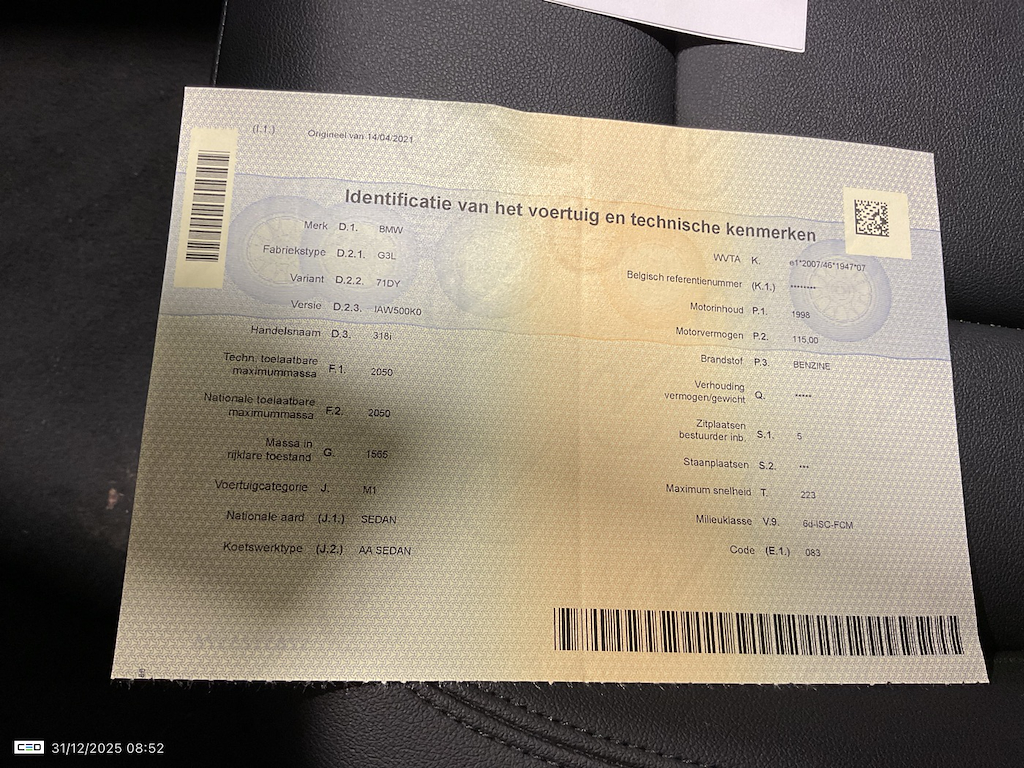 (I.1.) Origineel van 14/04/2021
Identificatie van het voertuig en technische kenmerken
Merk D.1. BMW
Fabriekstype D.2.1. G3L
Variant D.2.2. 71DY
Versie D.2.3. IAW500K0
Handelsnaam D.3. 318i
Techn. toelaatbare
maximummassa F.1. 2050
Nationale toelaatbare
maximummassa F.2. 2050
Massa in
rijklare toestand G. 1565
Voertuigcategorie J. M1
Nationale aard (J.1.) SEDAN
Koetswerktype (J.2.) AA SEDAN
WVTA K. e1*2007/46*1947*07
Belgisch referentienummer (K.1.) ********
Motorinhoud P.1. 1998
Motorvermogen P.2. 115,00
Brandstof P.3. BENZINE
Verhouding
vermogen/gewicht Q. *****
Zitplaatsen
bestuurder inb. S.1. 5
Staanplaatsen S.2. ***
Maximum snelheid T. 223
Milieuklasse V.9. 6d-ISC-FCM
Code (E.1.) 083
CEO 31/12/2025 08:52